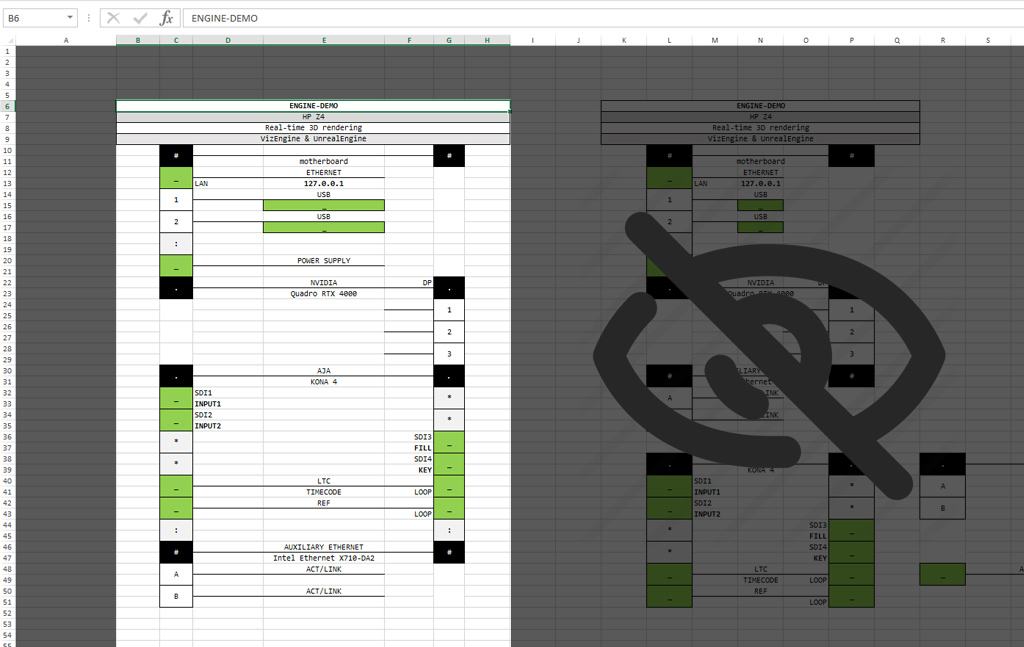 B6
ENGINE-DEMO
A B C D E F G H I J K L M N O P Q R S
1
2
3
4
5
6 ENGINE-DEMO ENGINE-DEMO
7 HP Z4 HP Z4
8 Real-time 3D rendering Real-time 3D rendering
9 VizEngine & UnrealEngine VizEngine & UnrealEngine
10 # # # #
11 motherboard motherboard
12 _ ETHERNET _ ETHERNET
13 LAN 127.0.0.1 LAN 127.0.0.1
14 1 USB 1 USB
15 _ _
16 2 USB 2 USB
17 _ _
18 :
19
20 _ POWER SUPPLY
21
22 . NVIDIA DP . . NVIDIA
23 Quadro RTX 4000
24 1 1
25
26 2 2
27
28 3 3
29
30 . AJA . # #
31 KONA 4
32 _ SDI1 * A
33 INPUT1
34 _ SDI2 *
35 INPUT2
36 * SDI3 _
37 FILL
38 * SDI4 _ . . .
39 KEY KONA 4
40 _ LTC _ _ SDI1 * A
41 TIMECODE LOOP INPUT1
42 _ REF _ _ SDI2 * B
43 LOOP INPUT2
44 : : * SDI3 _
45 FILL
46 # AUXILIARY ETHERNET # * SDI4 _
47 Intel Ethernet X710-DA2 KEY
48 A ACT/LINK _ LTC _ _ A
49 TIMECODE LOOP
50 B ACT/LINK _ REF _
51 LOOP
52
53
54
55